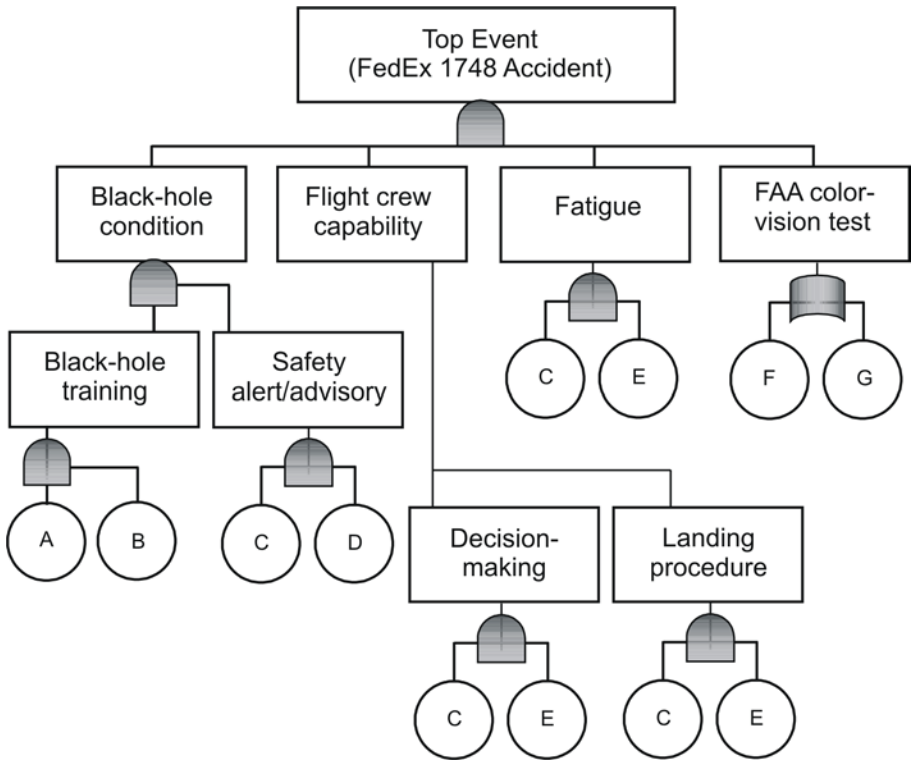 Top Event
(FedEx 1748 Accident)
Black-hole
condition
Flight crew
capability
Fatigue
FAA color-
vision test
Black-hole
training
Safety
alert/advisory
C
E
F
G
A
B
C
D
Decision-
making
Landing
procedure
C
E
C
E